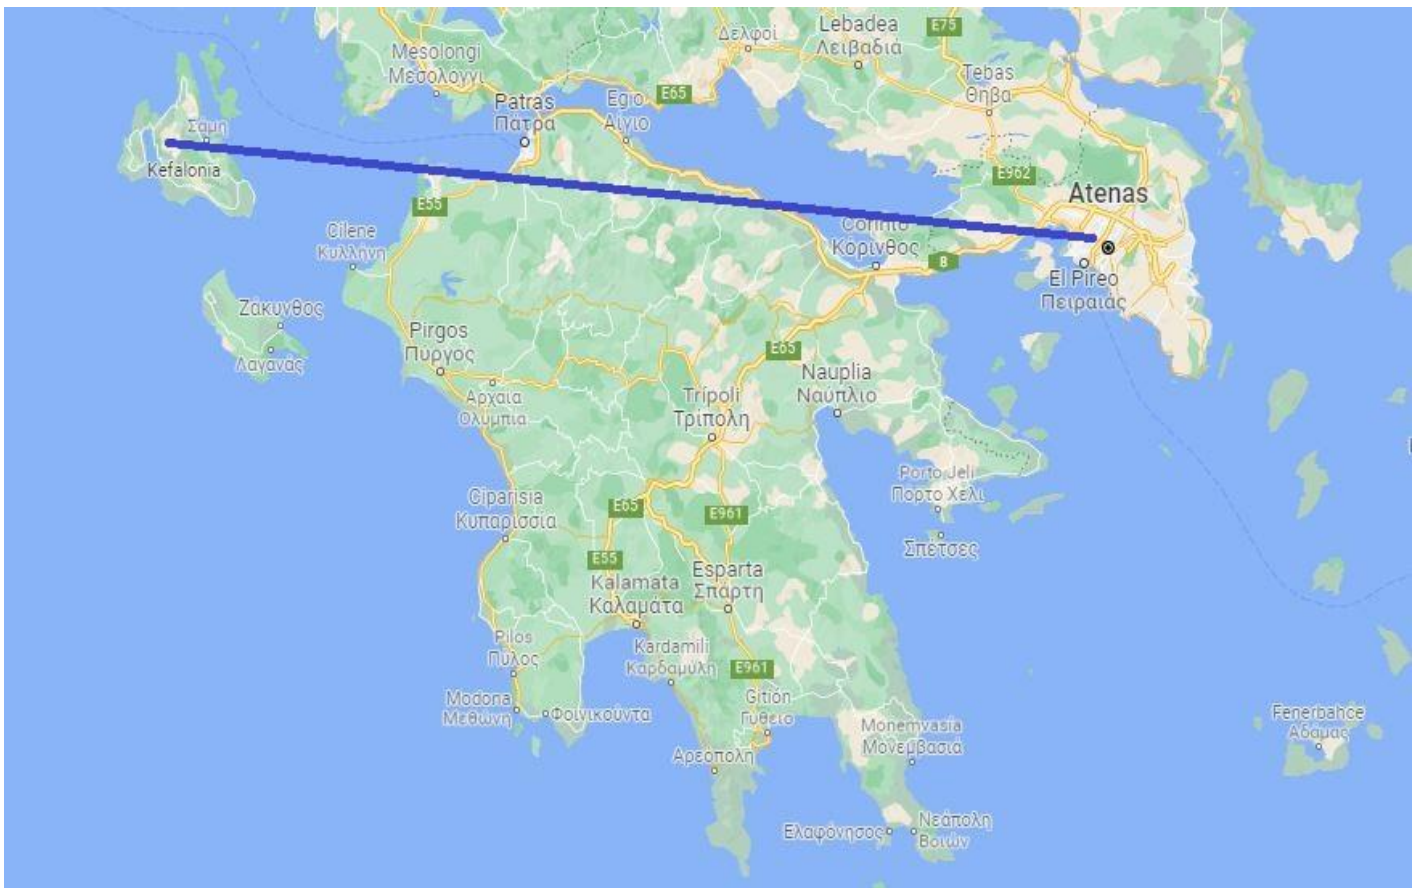 Δελφοί
Lebadea
Λειβαδιά
E75
Mesolongi
Μεσολόγγι
Tebas
Θήβα
Patras
Πάτρα
Egio
Αίγιο
E65
Σάμη
Kefalonia
E962
Atenas
E55
Cilene
Κυλλήνη
Corinto
Κόρινθος
8
El Pireo
Πειραιάς
Ζάκυνθος
Λαγανάς
Pirgos
Πύργος
E65
Nauplia
Ναύπλιο
Αρχαία
Ολυμπία
Trípoli
Τρίπολη
Porto Jeli
Πόρτο Χέλι
Ciparisia
Κυπαρισσία
E65
E961
Σπέτσες
E55
Kalamata
Καλαμάτα
Esparta
Σπάρτη
Pilos
Πύλος
Kardamili
Καρδαμύλη
E961
Modona
Μεθώνη
Φοινικούντα
Gitión
Γύθειο
Monemvasía
Μονεμβασιά
Fenerbahce
Αδάμας
Αρεόπολη
Ελαφόνησος
Νεάπολη
Βοιών